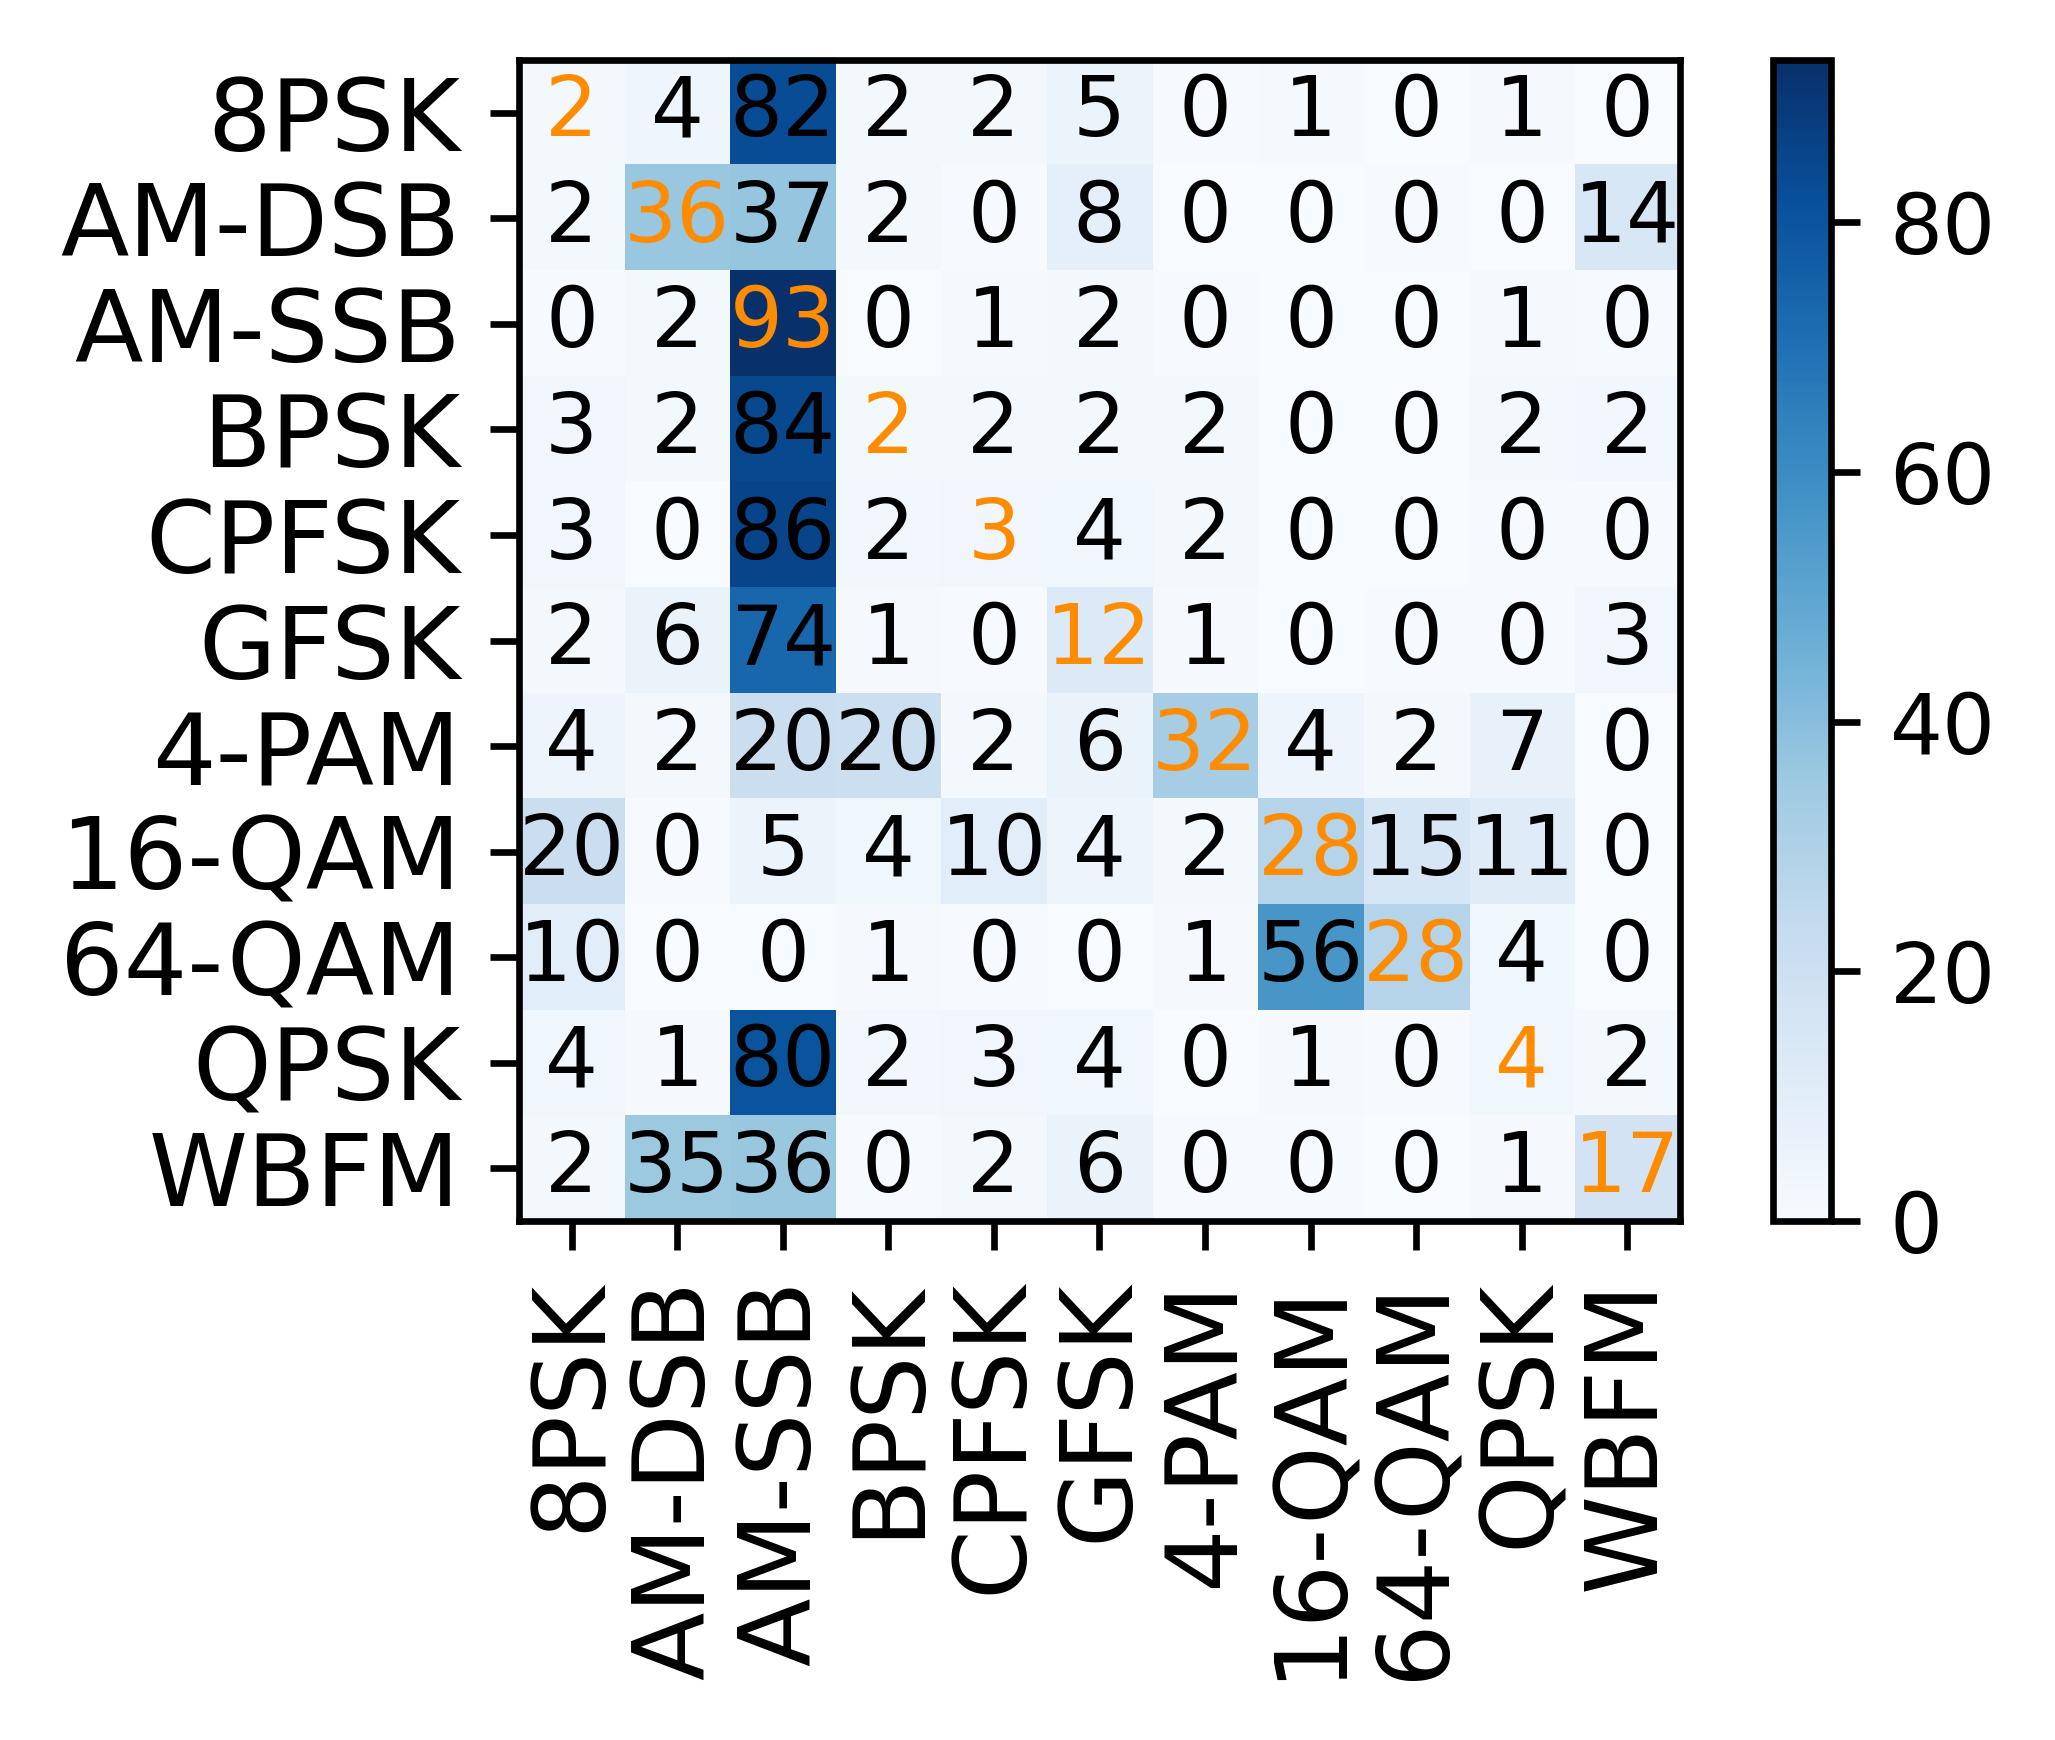 8PSK 2 4 82 2 2 5 0 1 0 1 0
AM-DSB 2 36 37 2 0 8 0 0 0 0 14
AM-SSB 0 2 93 0 1 2 0 0 0 1 0
BPSK 3 2 84 2 2 2 2 0 0 2 2
CPFSK 3 0 86 2 3 4 2 0 0 0 0
GFSK 2 6 74 1 0 12 1 0 0 0 3
4-PAM 4 2 20 20 2 6 32 4 2 7 0
16-QAM 20 0 5 4 10 4 2 28 15 11 0
64-QAM 10 0 0 1 0 0 1 56 28 4 0
QPSK 4 1 80 2 3 4 0 1 0 4 2
WBFM 2 35 36 0 2 6 0 0 0 1 17
8PSK
AM-DSB
AM-SSB
BPSK
CPFSK
GFSK
4-PAM
16-QAM
64-QAM
QPSK
WBFM
80
60
40
20
0